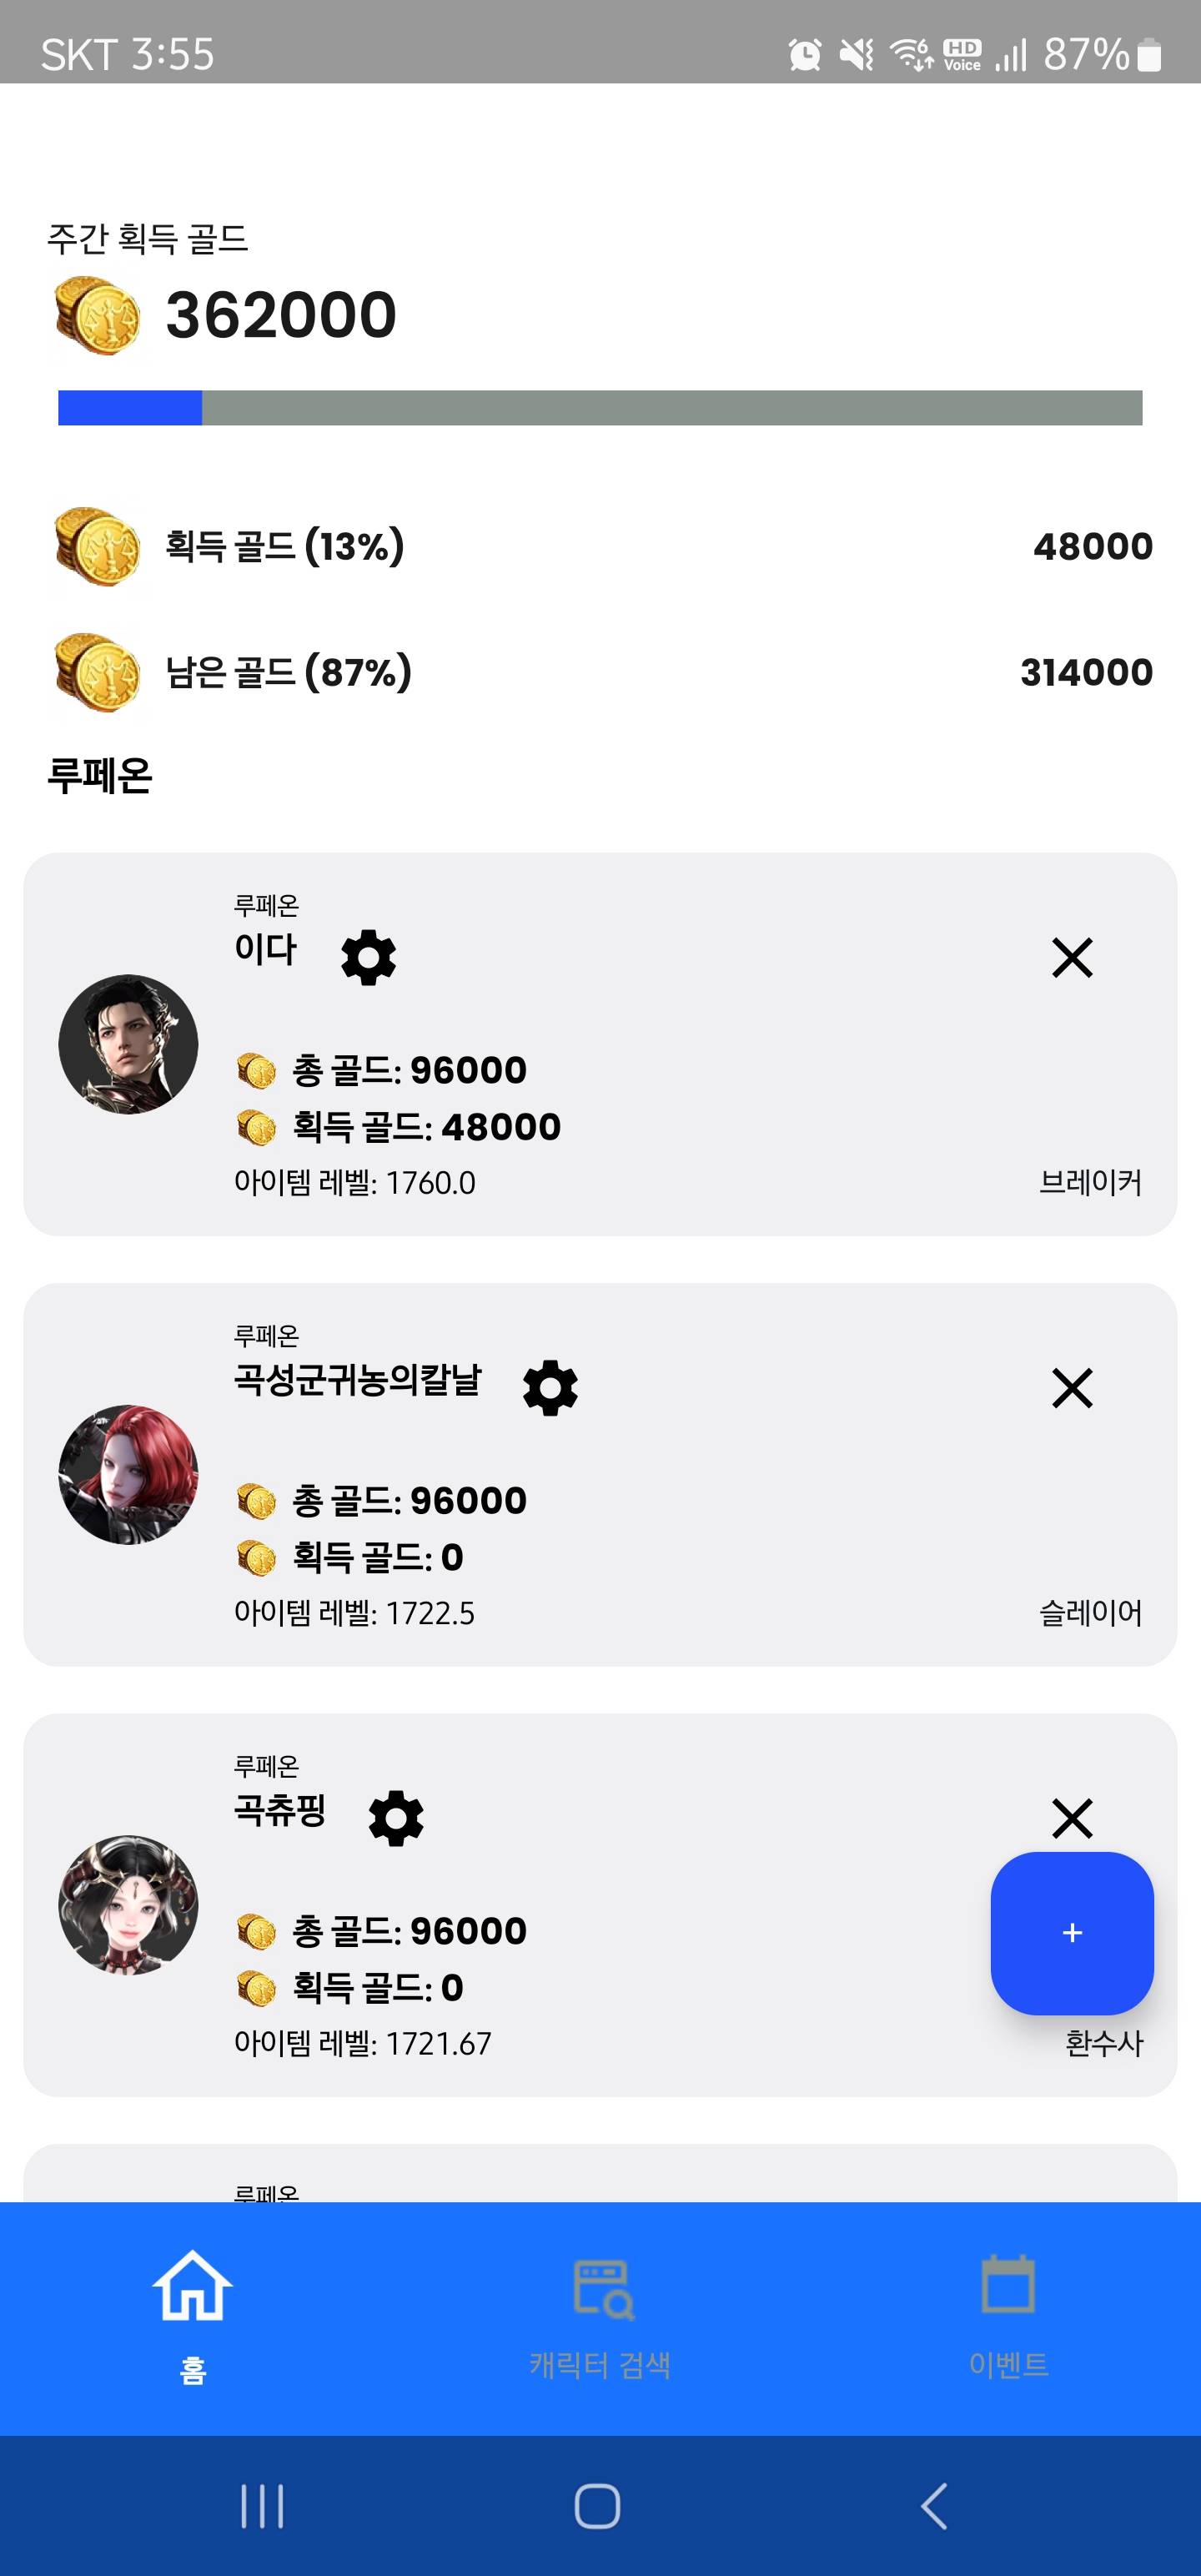 SKT 3:55
6 HD Voice 87%
주간 획득 골드
362000
획득 골드 (13%) 48000
남은 골드 (87%) 314000
루페온
루페온
이다
총 골드: 96000
획득 골드: 48000
아이템 레벨: 1760.0 브레이커
루페온
곡성군귀농의칼날
총 골드: 96000
획득 골드: 0
아이템 레벨: 1722.5 슬레이어
루페온
곡츄핑
총 골드: 96000
획득 골드: 0
+
아이템 레벨: 1721.67 환수사
루페온
홈 캐릭터 검색 이벤트